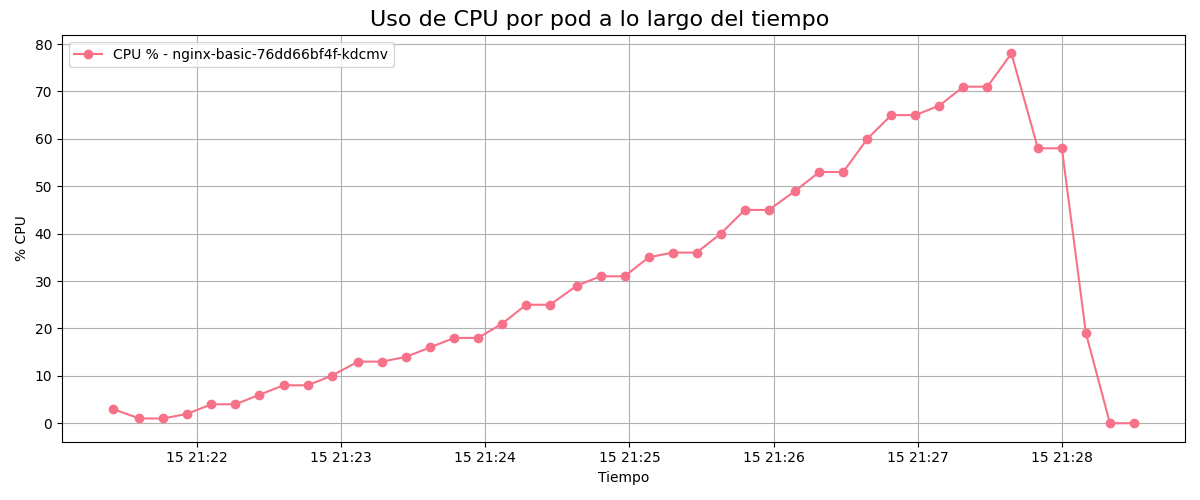 Uso de CPU por pod a lo largo del tiempo
CPU % - nginx-basic-76dd66bf4f-kdcmv
80
70
60
50
40
30
20
10
0
% CPU
15 21:22 15 21:23 15 21:24 15 21:25 15 21:26 15 21:27 15 21:28
Tiempo